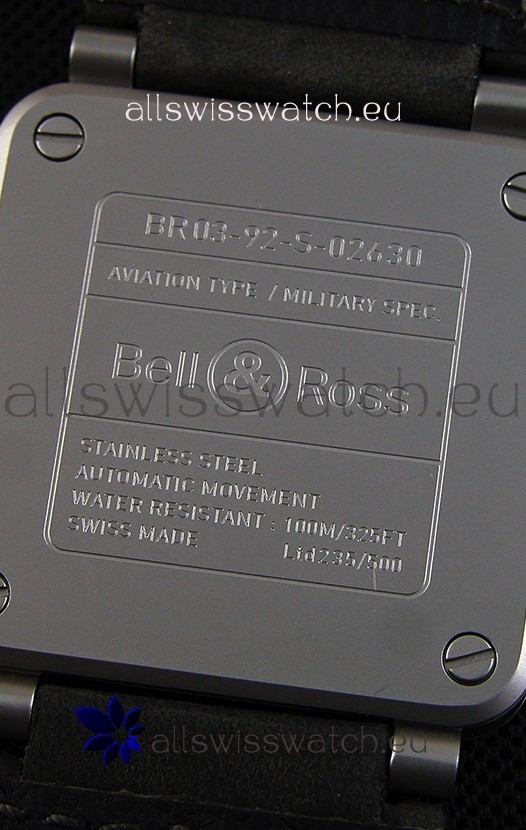 allswisswatch.eu
BR03-92-S-02630
AVIATION TYPE / MILITARY SPEC.
Bell & Ross
allswisswatch.eu
STAINLESS STEEL
AUTOMATIC MOVEMENT
WATER RESISTANT : 100M/325FT
SWISS MADE Ltd235/500
allswisswatch.eu